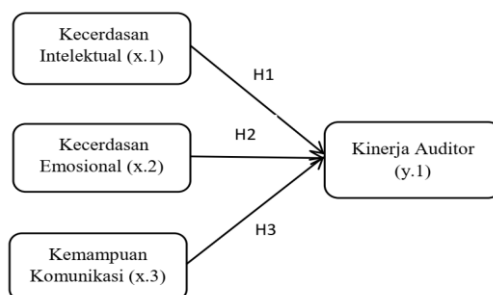 Kecerdasan
Intelektual (x.1)
H1
Kecerdasan
Emosional (x.2)
H2
Kinerja Auditor
(y.1)
H3
Kemampuan
Komunikasi (x.3)